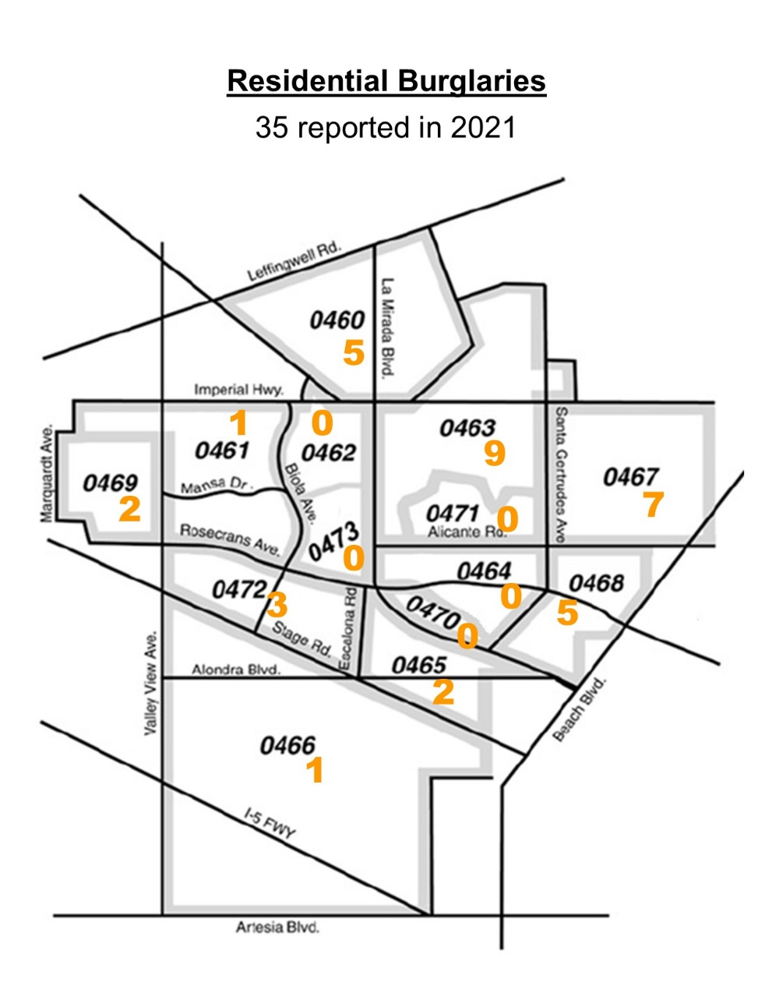 Residential Burglaries
35 reported in 2021
Leffingwell Rd.
La Mirada Blvd.
0460
5
Imperial Hwy.
1
0461
0
0462
0463
9
Santa Gertrudes Ave
0467
7
Marquardt Ave.
0469
2
Mansa Dr.
Biola Ave.
0471
0
Alicante Rd.
Rosecrans Ave.
0473
0
0472
3
0464
0
0468
5
0470
0
Stage Rd.
Escalona Rd
0465
2
Alondra Blvd.
Valley View Ave.
Beach Blvd.
0466
1
I-5 FWY
Artesia Blvd.